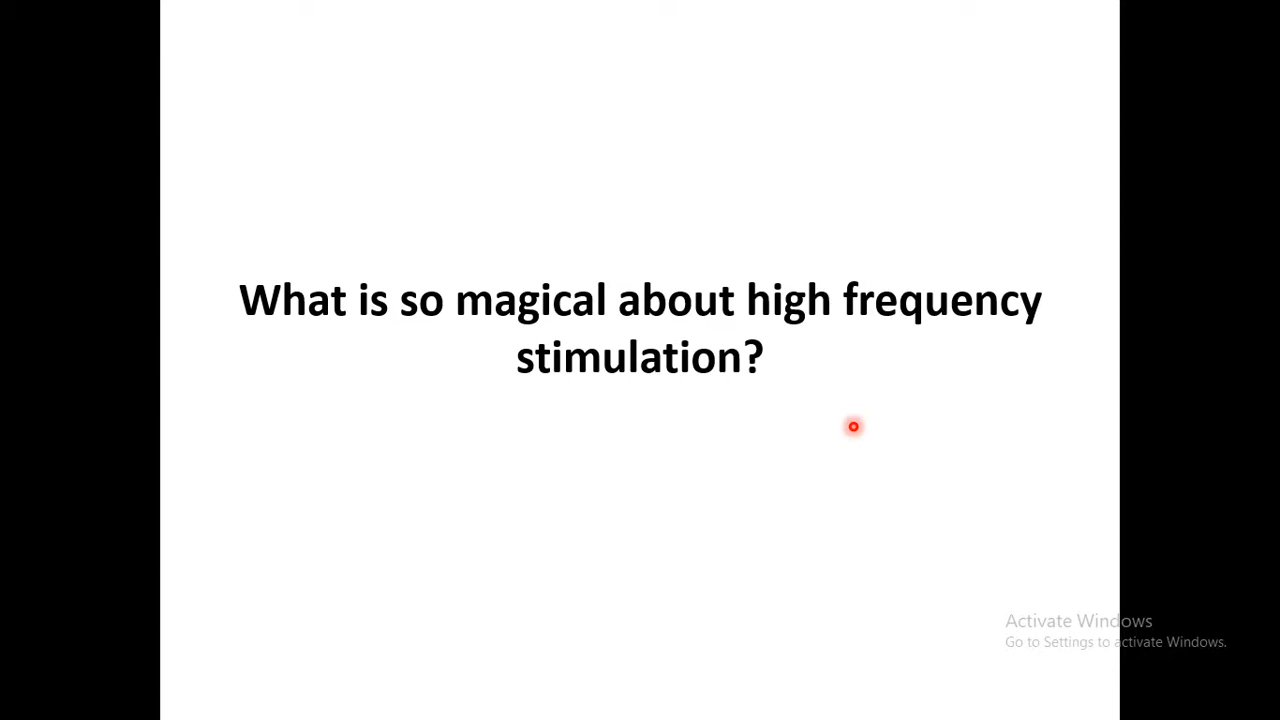 What is so magical about high frequency
stimulation?
Activate Windows
Go to Settings to activate Windows.